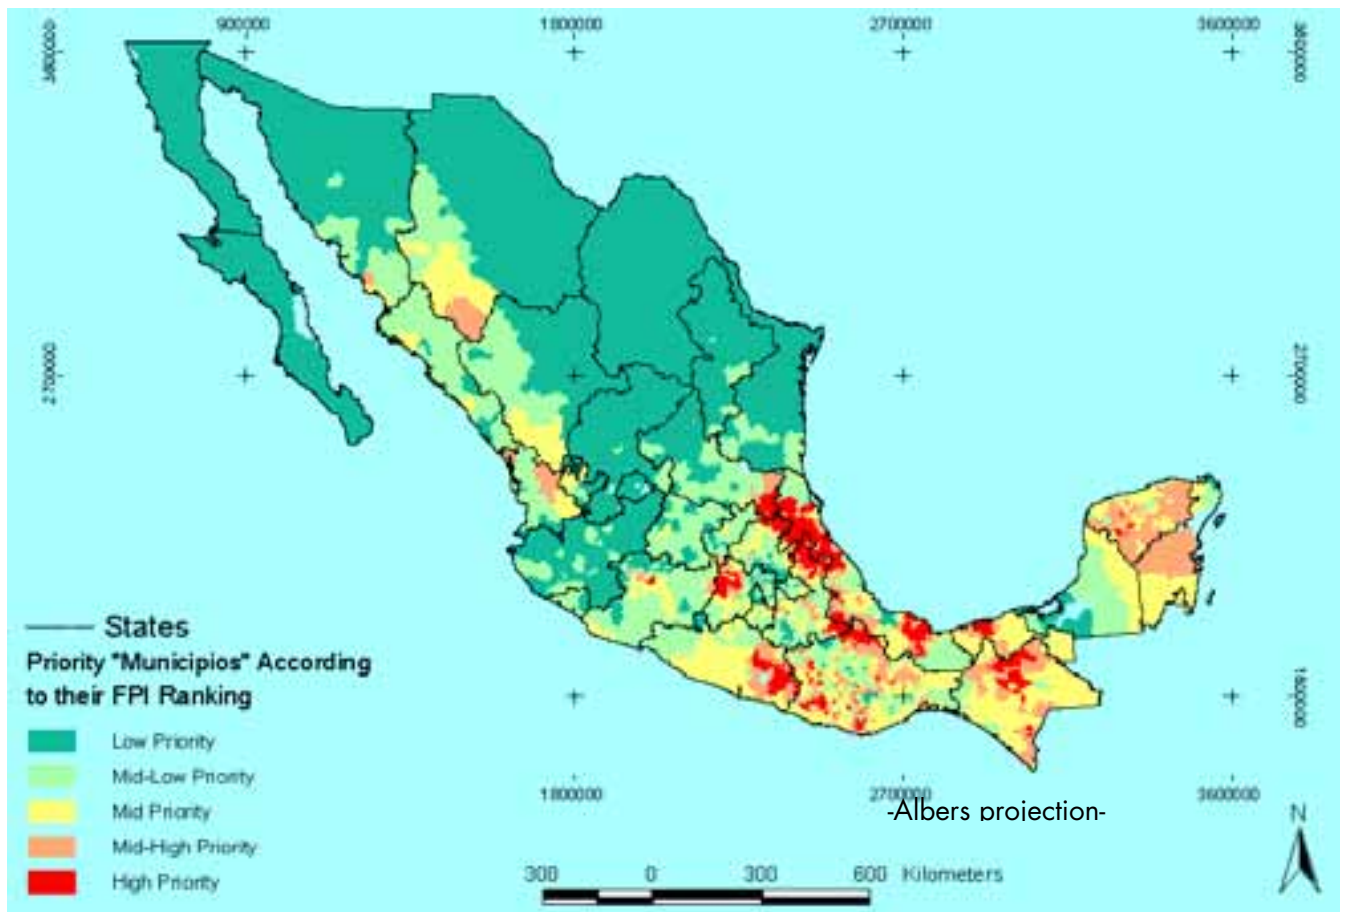 900000 1800000 2700000 3600000
3600000 3600000
2700000 2700000
1800000
States
Priority "Municipios" According
to their FPI Ranking
Low Priority
Mid-Low Priority
Mid Priority
Mid-High Priority
High Priority
1800000 2700000 3600000
-Albers projection-
N
300 0 300 600 Kilometers